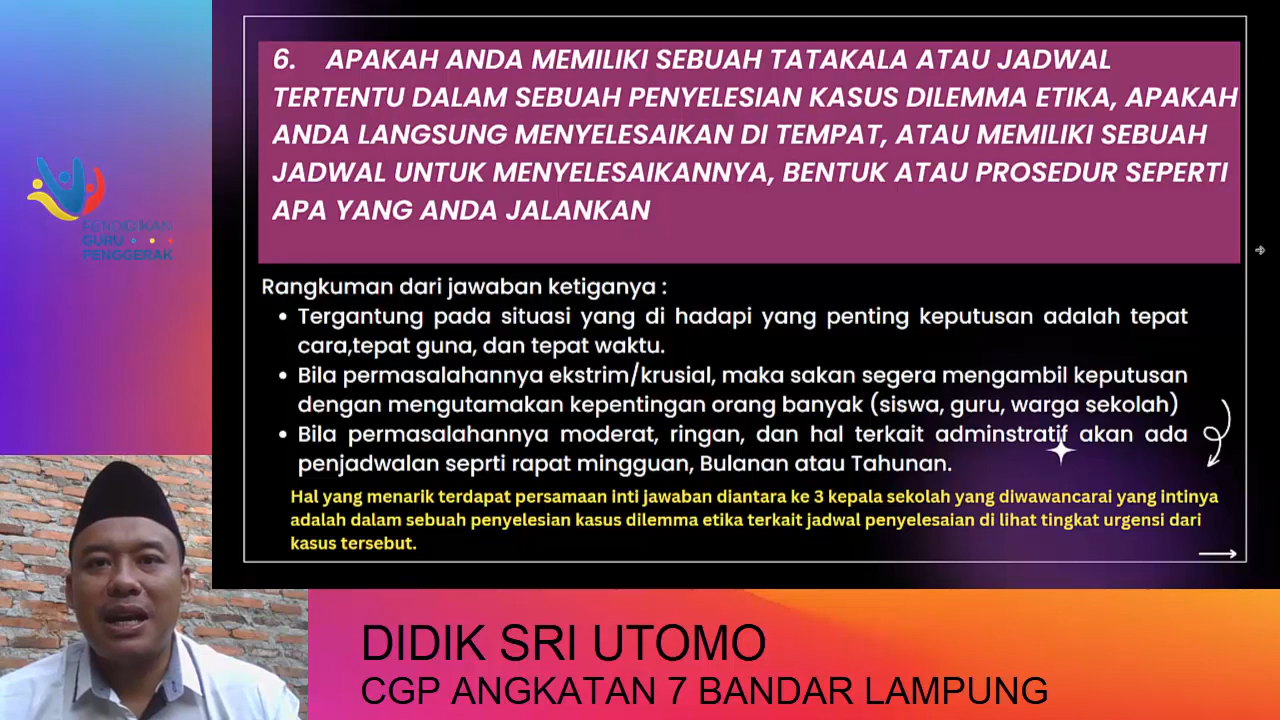 6. APAKAH ANDA MEMILIKI SEBUAH TATAKALA ATAU JADWAL
TERTENTU DALAM SEBUAH PENYELESIAN KASUS DILEMMA ETIKA, APAKAH
ANDA LANGSUNG MENYELESAIKAN DI TEMPAT, ATAU MEMILIKI SEBUAH
JADWAL UNTUK MENYELESAIKANNYA, BENTUK ATAU PROSEDUR SEPERTI
APA YANG ANDA JALANKAN
PENDIDIKAN
GURU
PENGGERAK
Rangkuman dari jawaban ketiganya :
• Tergantung pada situasi yang di hadapi yang penting keputusan adalah tepat
cara,tepat guna, dan tepat waktu.
• Bila permasalahannya ekstrim/krusial, maka sakan segera mengambil keputusan
dengan mengutamakan kepentingan orang banyak (siswa, guru, warga sekolah)
• Bila permasalahannya moderat, ringan, dan hal terkait adminstratif akan ada
penjadwalan seprti rapat mingguan, Bulanan atau Tahunan.
Hal yang menarik terdapat persamaan inti jawaban diantara ke 3 kepala sekolah yang diwawancarai yang intinya
adalah dalam sebuah penyelesian kasus dilemma etika terkait jadwal penyelesaian di lihat tingkat urgensi dari
kasus tersebut.
DIDIK SRI UTOMO
CGP ANGKATAN 7 BANDAR LAMPUNG